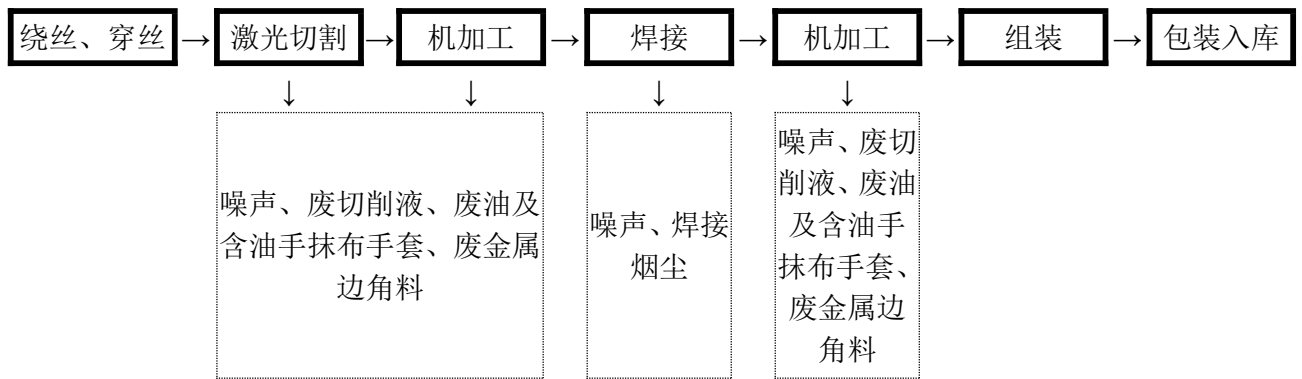 绕丝、穿丝→激光切割→机加工→焊接→机加工→组装→包装入库
↓ ↓ ↓ ↓
噪声、废切削液、废油及
含油手抹布手套、废金属
边角料
噪声、焊接
烟尘
噪声、废切
削液、废油
及含油手
抹布手套、
废金属边
角料